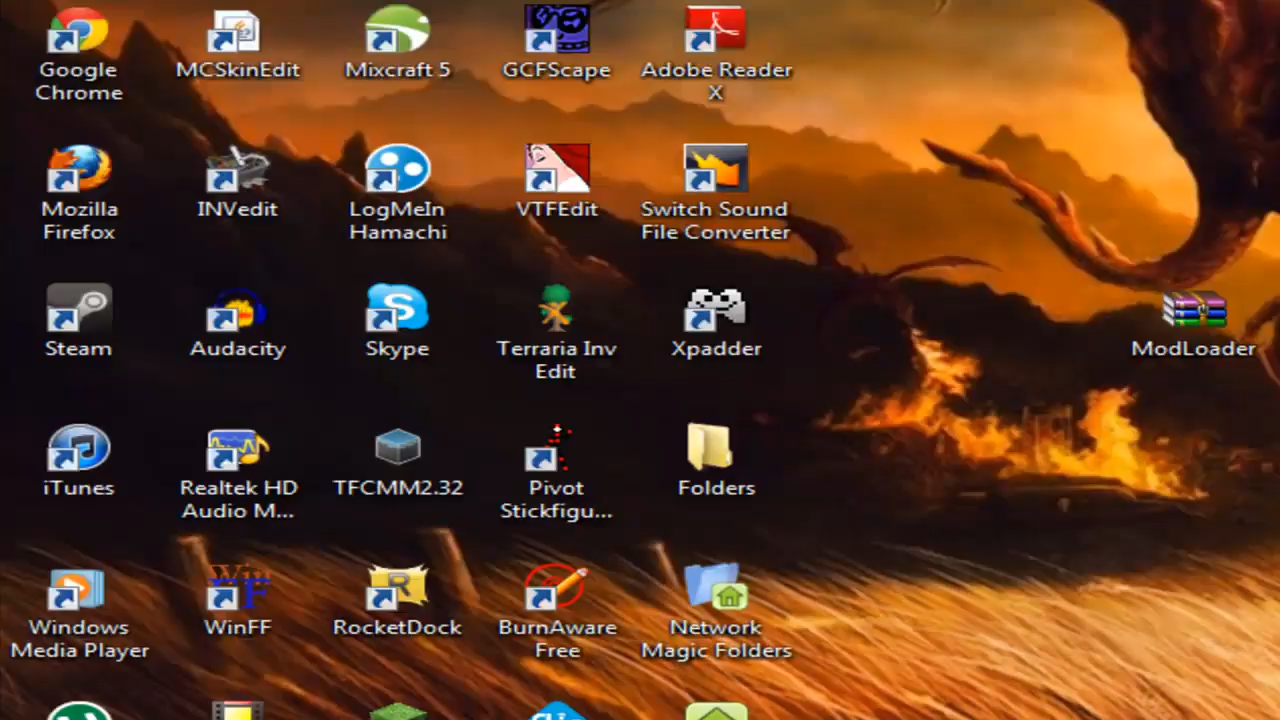 Google
Chrome
MCSkinEdit
Mixcraft 5
GCFScape
Adobe Reader
X
Mozilla
Firefox
INVedit
LogMeIn
Hamachi
VTFEdit
Switch Sound
File Converter
Steam
Audacity
Skype
Terraria Inv
Edit
Xpadder
ModLoader
iTunes
Realtek HD
Audio M...
TFCMM2.32
Pivot
Stickfigu...
Folders
Windows
Media Player
WinFF
RocketDock
BurnAware
Free
Network
Magic Folders